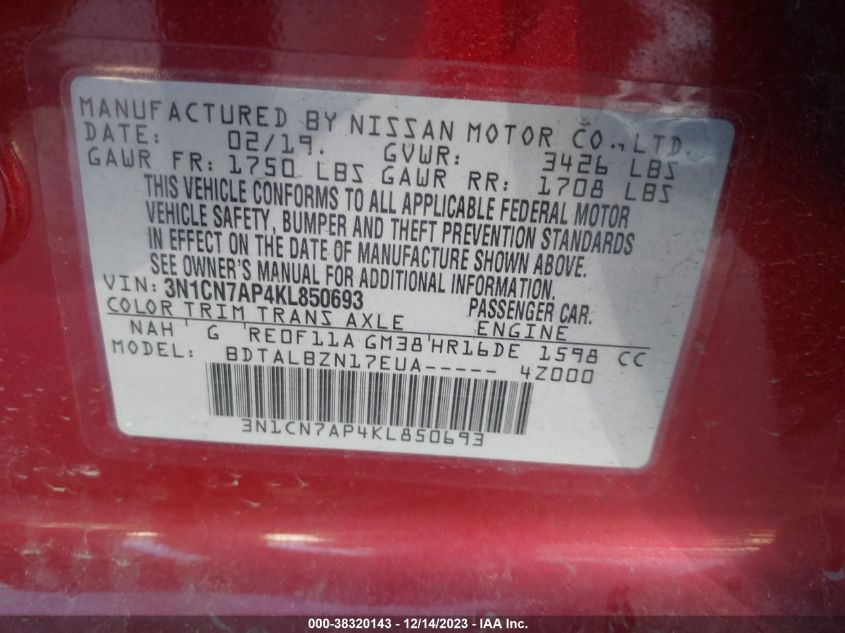 MANUFACTURED BY NISSAN MOTOR CO.,LTD.
DATE: 02/19. GVWR: 3426 LBS
GAWR FR: 1750 LBS GAWR RR: 1708 LBS
THIS VEHICLE CONFORMS TO ALL APPLICABLE FEDERAL MOTOR
VEHICLE SAFETY, BUMPER AND THEFT PREVENTION STANDARDS
IN EFFECT ON THE DATE OF MANUFACTURE SHOWN ABOVE.
SEE OWNER'S MANUAL FOR ADDITIONAL INFORMATION.
VIN: 3N1CN7AP4KL850693 PASSENGER CAR.
COLOR TRIM TRANS AXLE ENGINE
NAH G RE0F11A GM38 HR16DE 1598 CC
MODEL: BDTALBZN17EUA----- 4Z000
3N1CN7AP4KL850693
000-38320143 - 12/14/2023 - IAA Inc.